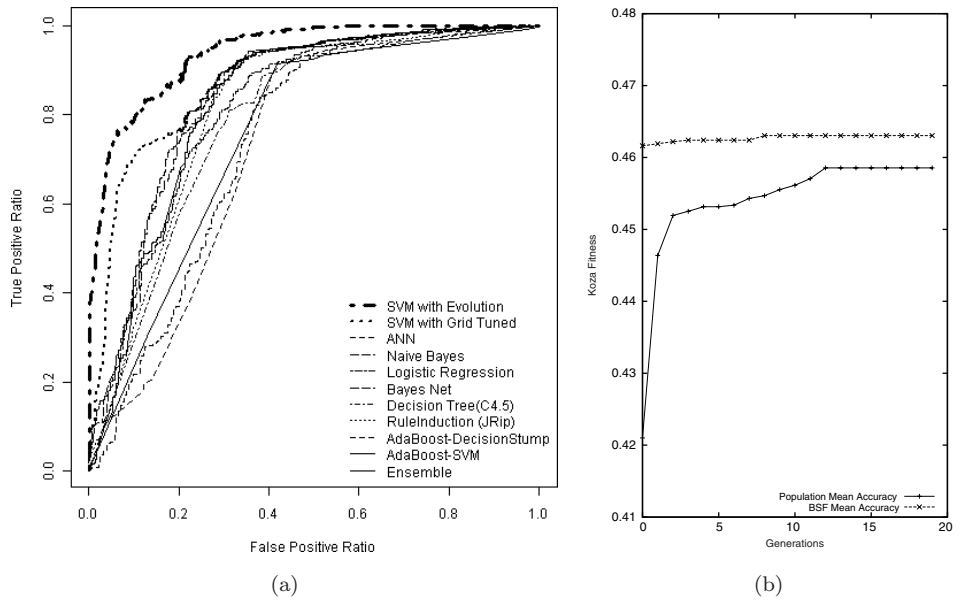 1.0
0.8
0.6
0.4
0.2
0.0
True Positive Ratio
0.0
0.2
0.4
0.6
0.8
1.0
False Positive Ratio
SVM with Evolution
SVM with Grid Tuned
ANN
Naive Bayes
Logistic Regression
Bayes Net
Decision Tree(C4.5)
RuleInduction (JRip)
AdaBoost-DecisionStump
AdaBoost-SVM
Ensemble
(a)
0.48
0.47
0.46
0.45
0.44
0.43
0.42
0.41
Koza Fitness
Population Mean Accuracy
BSF Mean Accuracy
0
5
10
15
20
Generations
(b)